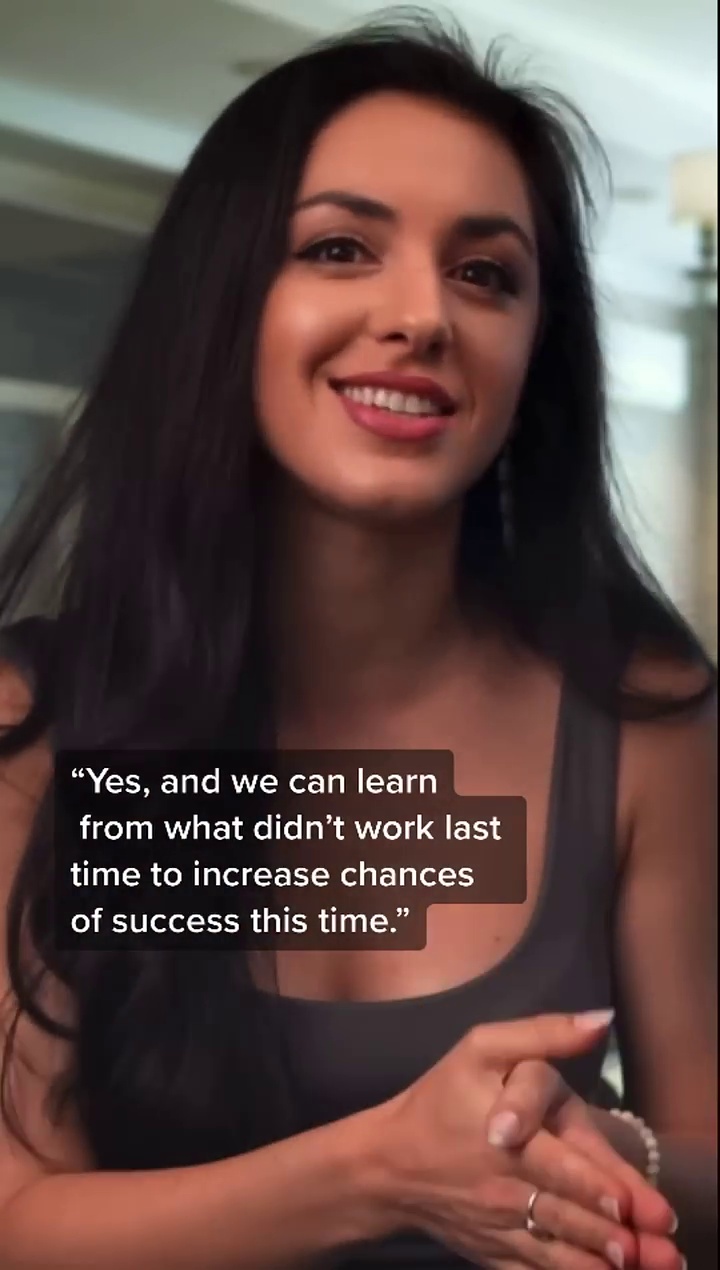 “Yes, and we can learn
from what didn’t work last
time to increase chances
of success this time.”